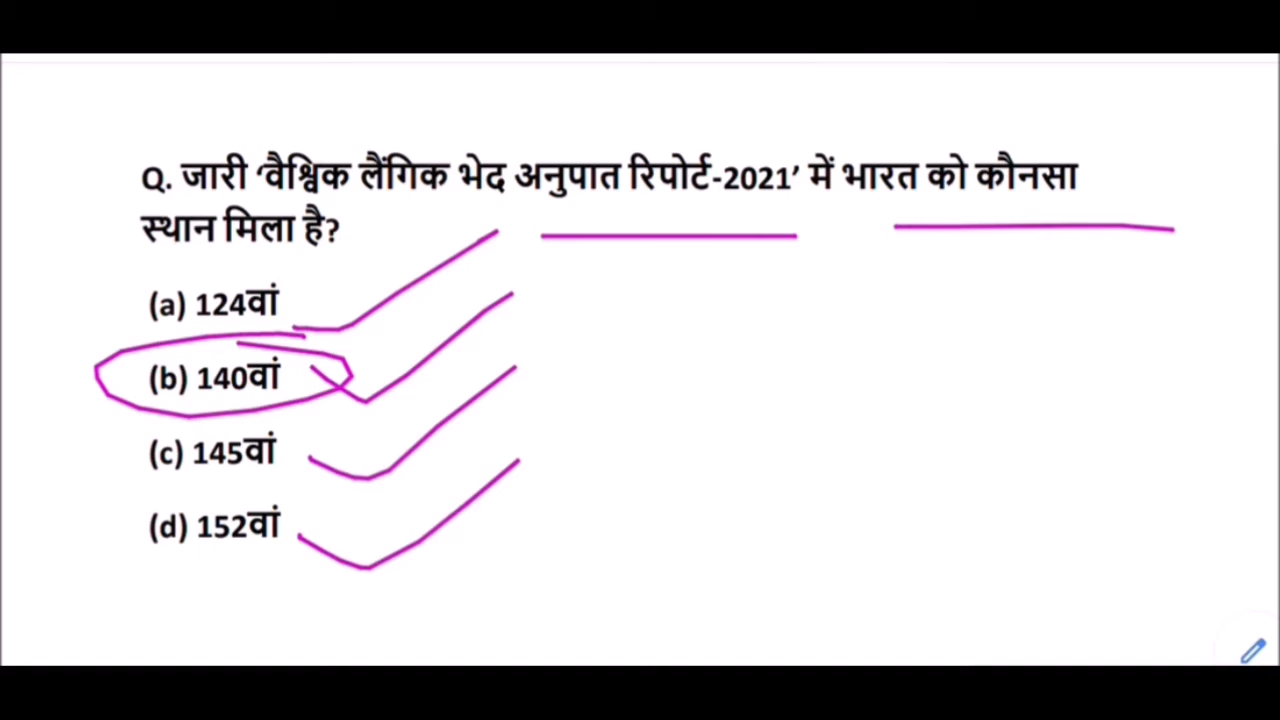 Q. जारी ‘वैश्विक लैंगिक भेद अनुपात रिपोर्ट-2021’ में भारत को कौनसा
स्थान मिला है?
(a) 124वां
(b) 140वां
(c) 145वां
(d) 152वां